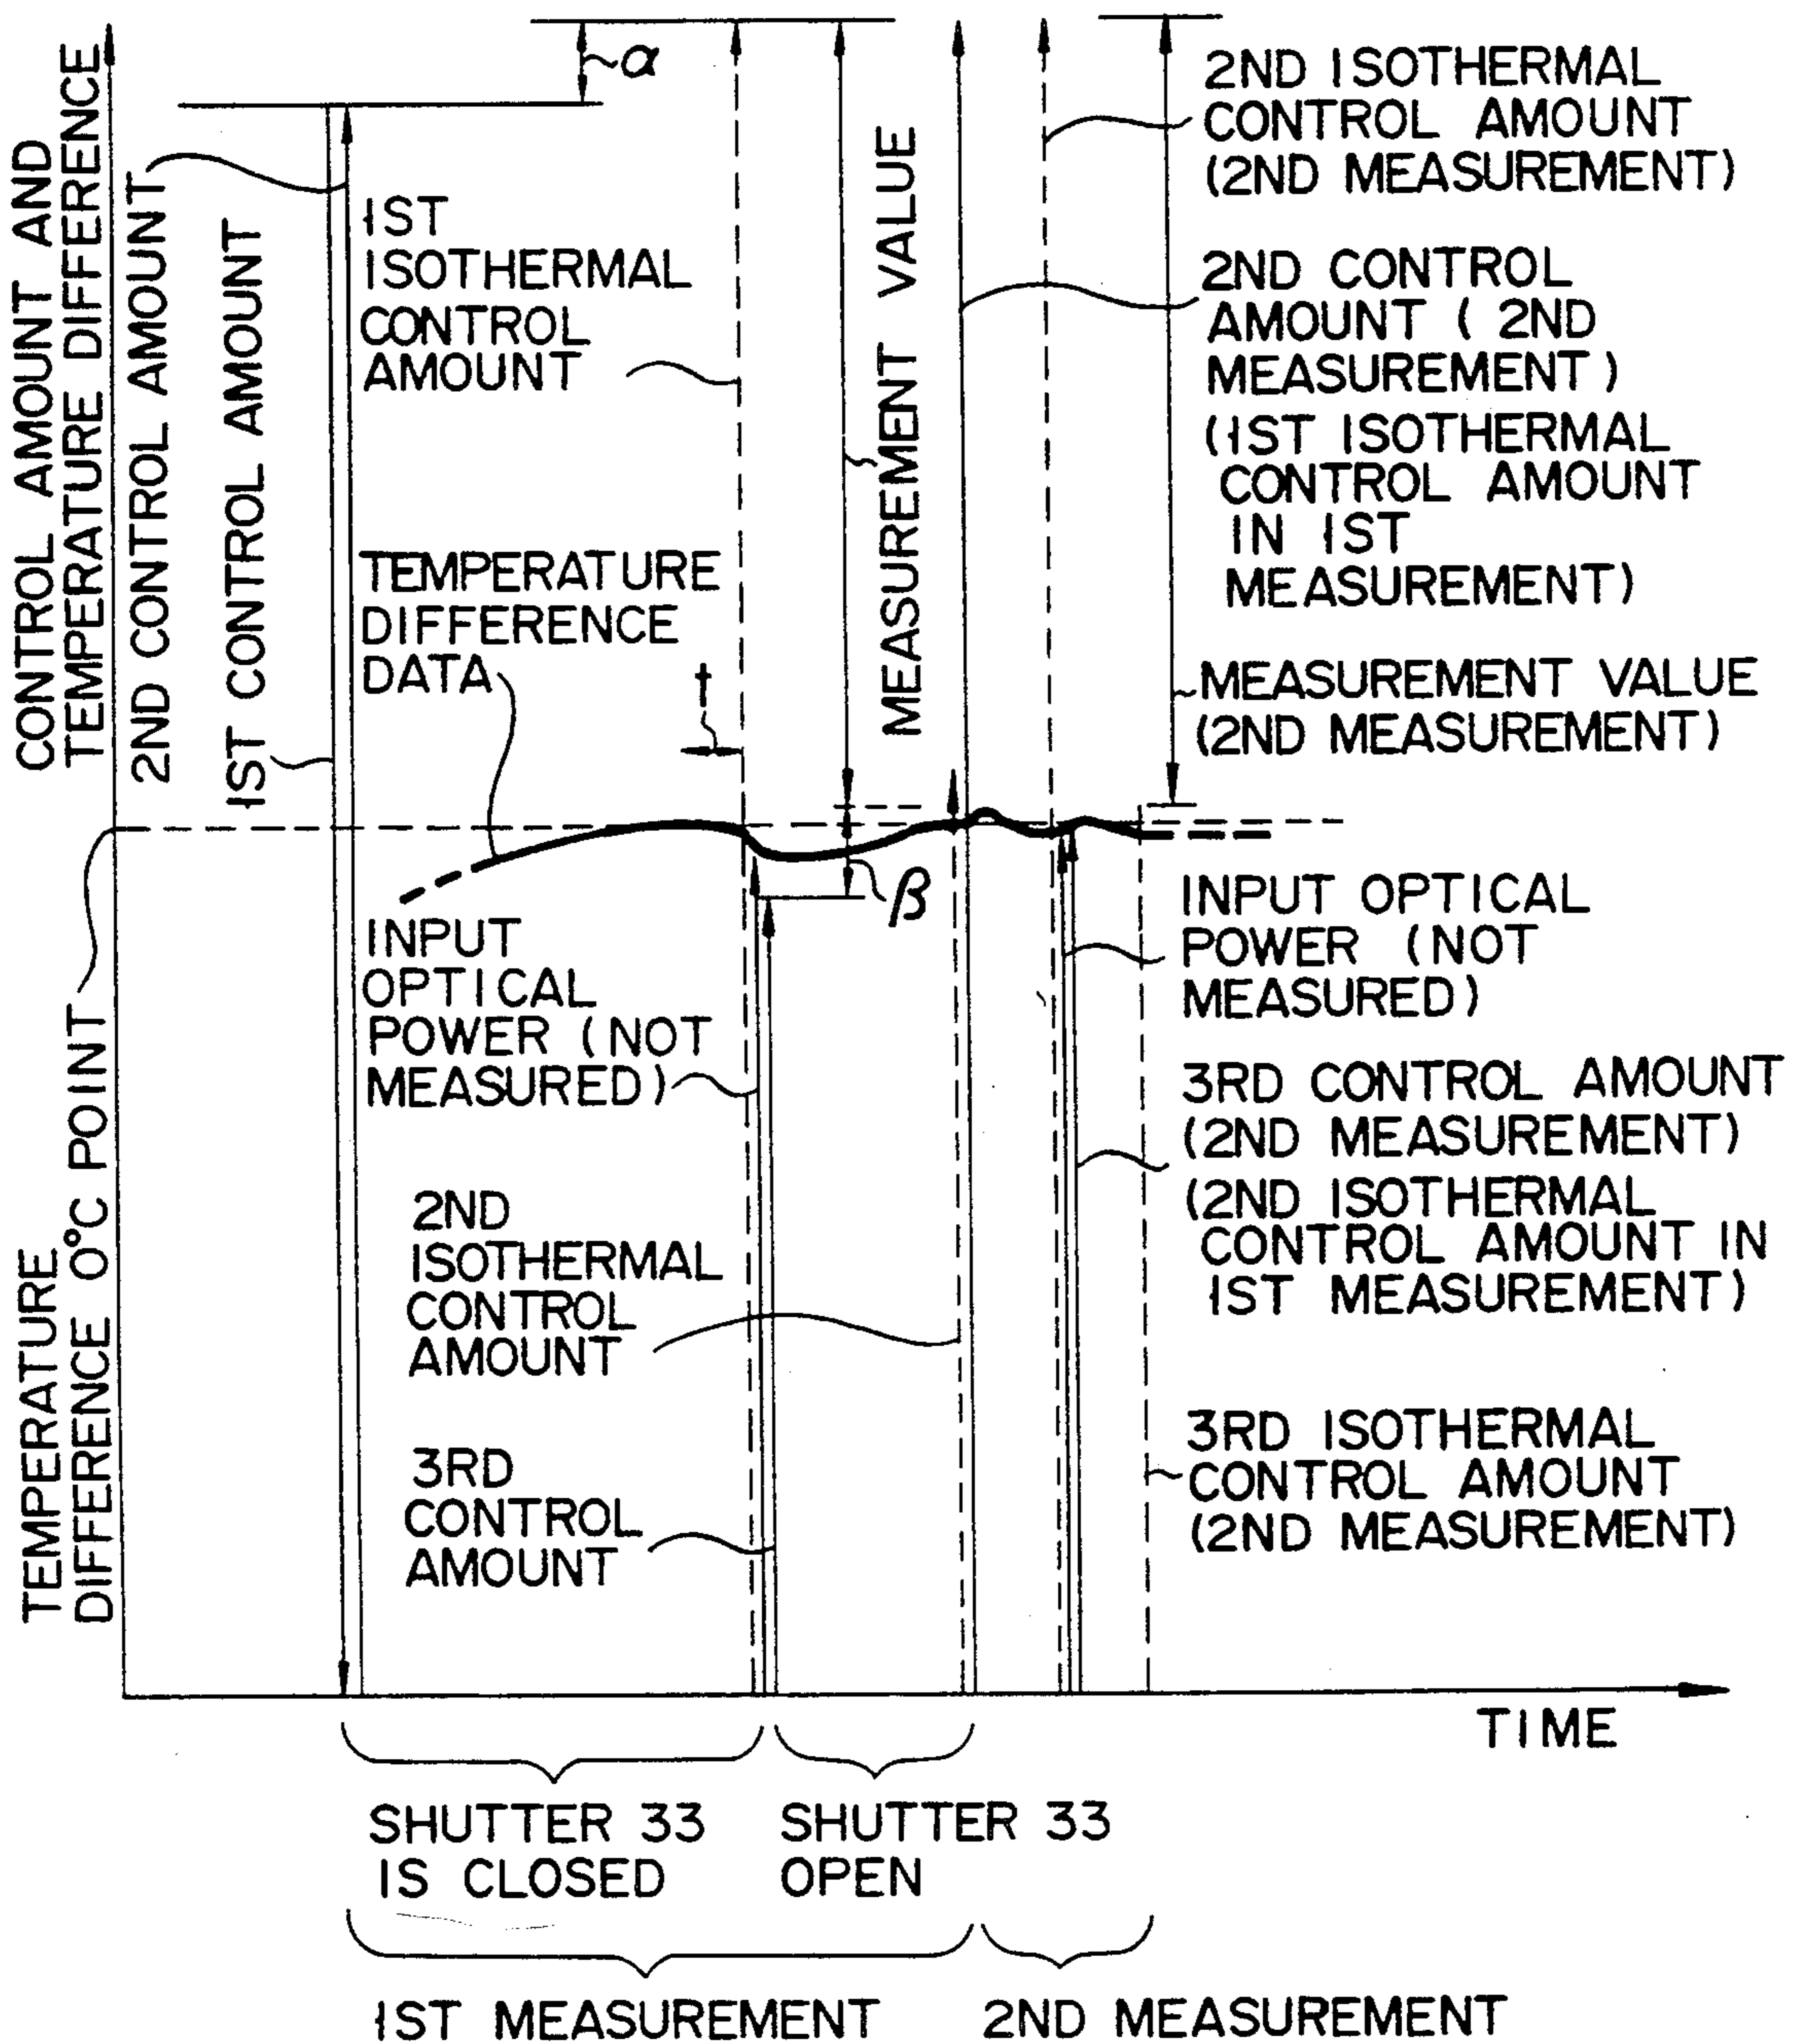 CONTROL AMOUNT AND
TEMPERATURE DIFFERENCE
2ND CONTROL AMOUNT
1ST CONTROL AMOUNT
α
1ST
ISOTHERMAL
CONTROL
AMOUNT
TEMPERATURE
DIFFERENCE
DATA
t
MEASUREMENT VALUE
2ND ISOTHERMAL
CONTROL AMOUNT
(2ND MEASUREMENT)
2ND CONTROL
AMOUNT ( 2ND
MEASUREMENT )
(1ST ISOTHERMAL
CONTROL AMOUNT
IN 1ST
MEASUREMENT)
MEASUREMENT VALUE
(2ND MEASUREMENT)
TEMPERATURE
DIFFERENCE 0°C POINT
β
INPUT
OPTICAL
POWER (NOT
MEASURED)
2ND
ISOTHERMAL
CONTROL
AMOUNT
3RD
CONTROL
AMOUNT
INPUT OPTICAL
POWER (NOT
MEASURED)
3RD CONTROL AMOUNT
(2ND MEASUREMENT)
(2ND ISOTHERMAL
CONTROL AMOUNT IN
1ST MEASUREMENT)
3RD ISOTHERMAL
CONTROL AMOUNT
(2ND MEASUREMENT)
TIME
SHUTTER 33
IS CLOSED
SHUTTER 33
OPEN
1ST MEASUREMENT
2ND MEASUREMENT